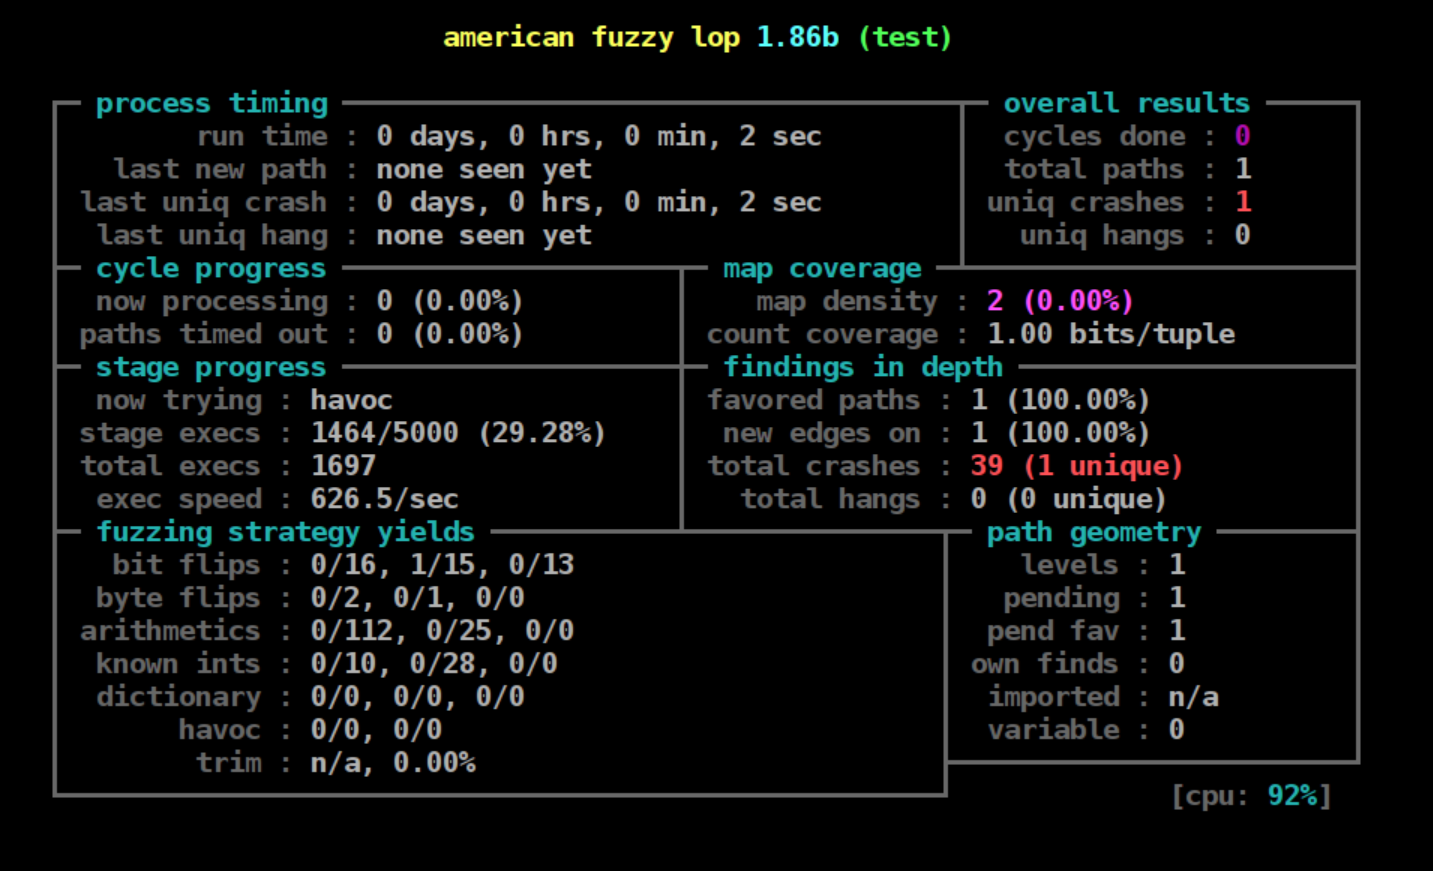 american fuzzy lop 1.86b (test)
process timing
run time : 0 days, 0 hrs, 0 min, 2 sec
last new path : none seen yet
last uniq crash : 0 days, 0 hrs, 0 min, 2 sec
last uniq hang : none seen yet
overall results
cycles done : 0
total paths : 1
uniq crashes : 1
uniq hangs : 0
cycle progress
now processing : 0 (0.00%)
paths timed out : 0 (0.00%)
map coverage
map density : 2 (0.00%)
count coverage : 1.00 bits/tuple
stage progress
now trying : havoc
stage execs : 1464/5000 (29.28%)
total execs : 1697
exec speed : 626.5/sec
findings in depth
favored paths : 1 (100.00%)
new edges on : 1 (100.00%)
total crashes : 39 (1 unique)
total hangs : 0 (0 unique)
fuzzing strategy yields
bit flips : 0/16, 1/15, 0/13
byte flips : 0/2, 0/1, 0/0
arithmetics : 0/112, 0/25, 0/0
known ints : 0/10, 0/28, 0/0
dictionary : 0/0, 0/0, 0/0
havoc : 0/0, 0/0
trim : n/a, 0.00%
path geometry
levels : 1
pending : 1
pend fav : 1
own finds : 0
imported : n/a
variable : 0
[cpu: 92%]